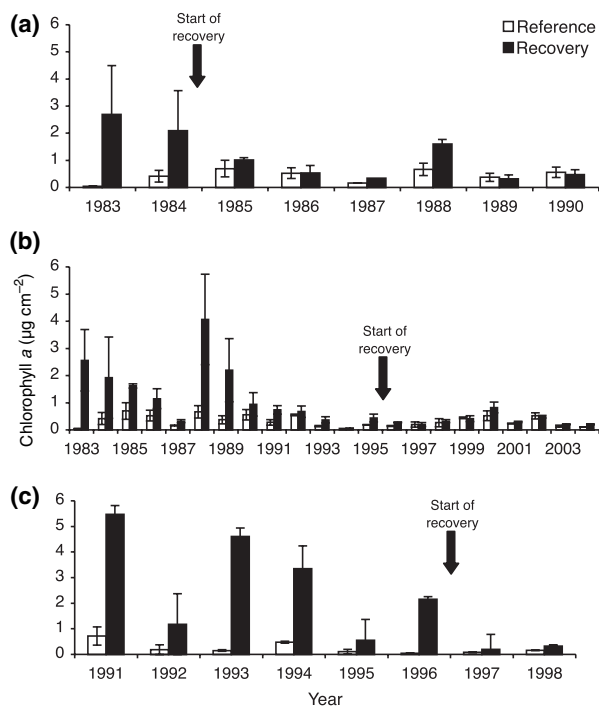 (a)
Start of
recovery
Reference
Recovery
6
5
4
3
2
1
0
1983 1984 1985 1986 1987 1988 1989 1990
(b)
Chlorophyll a (µg cm−2)
Start of
recovery
6
5
4
3
2
1
0
1983 1985 1987 1989 1991 1993 1995 1997 1999 2001 2003
(c)
Start of
recovery
6
5
4
3
2
1
0
1991 1992 1993 1994 1995 1996 1997 1998
Year